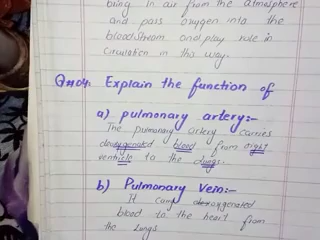 bring in air from the atmosphere
and pass oxygen into the
bloodstream and play role in
Circulation in this way.
Q#04. Explain the function of
a) pulmonary artery:-
The pulmonary artery carries
deoxygenated blood from right
ventricle to the lungs.
b) Pulmonary Vein:-
It carry deoxygenated
blood to the heart from
the lungs